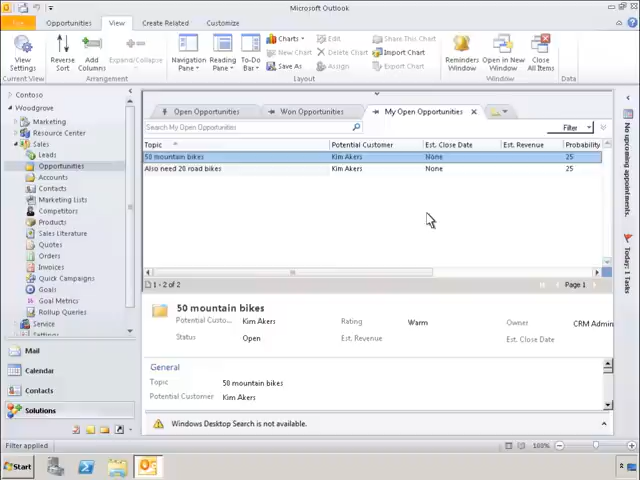 Microsoft Outlook
File
Opportunities
View
Create Related
Customize
View Settings
Reverse Sort
Add Columns
Expand/Collapse
Navigation Pane
Reading Pane
To-Do Bar
Charts
New Chart
Save As
Edit
Delete Chart
Assign
Share This Chart
Import Chart
Export Chart
Reminders Window
Open in New Window
Close All Items
Current View
Arrangement
Layout
Window
Data
Contoso
Woodgrove
Marketing
Resource Center
Sales
Leads
Opportunities
Accounts
Contacts
Marketing Lists
Competitors
Products
Sales Literature
Quotes
Orders
Invoices
Quick Campaigns
Goals
Goal Metrics
Rollup Queries
Service
Settings
Mail
Calendar
Contacts
Solutions
Open Opportunities
Won Opportunities
My Open Opportunities
Search My Open Opportunities
Filter
Topic Potential Customer Est. Close Date Est. Revenue Probability
50 mountain bikes Kim Akers None 25
Also need 20 road bikes Kim Akers None 25
1 - 2 of 2
Page 1
50 mountain bikes
Potential Custo... Kim Akers Rating Warm Owner CRM Admin
Status Open Est. Revenue Est. Close Date
General
Topic 50 mountain bikes
Potential Customer Kim Akers
Windows Desktop Search is not available.
No upcoming appointments.
Today: 1 Tasks
Filter applied
100%
Start